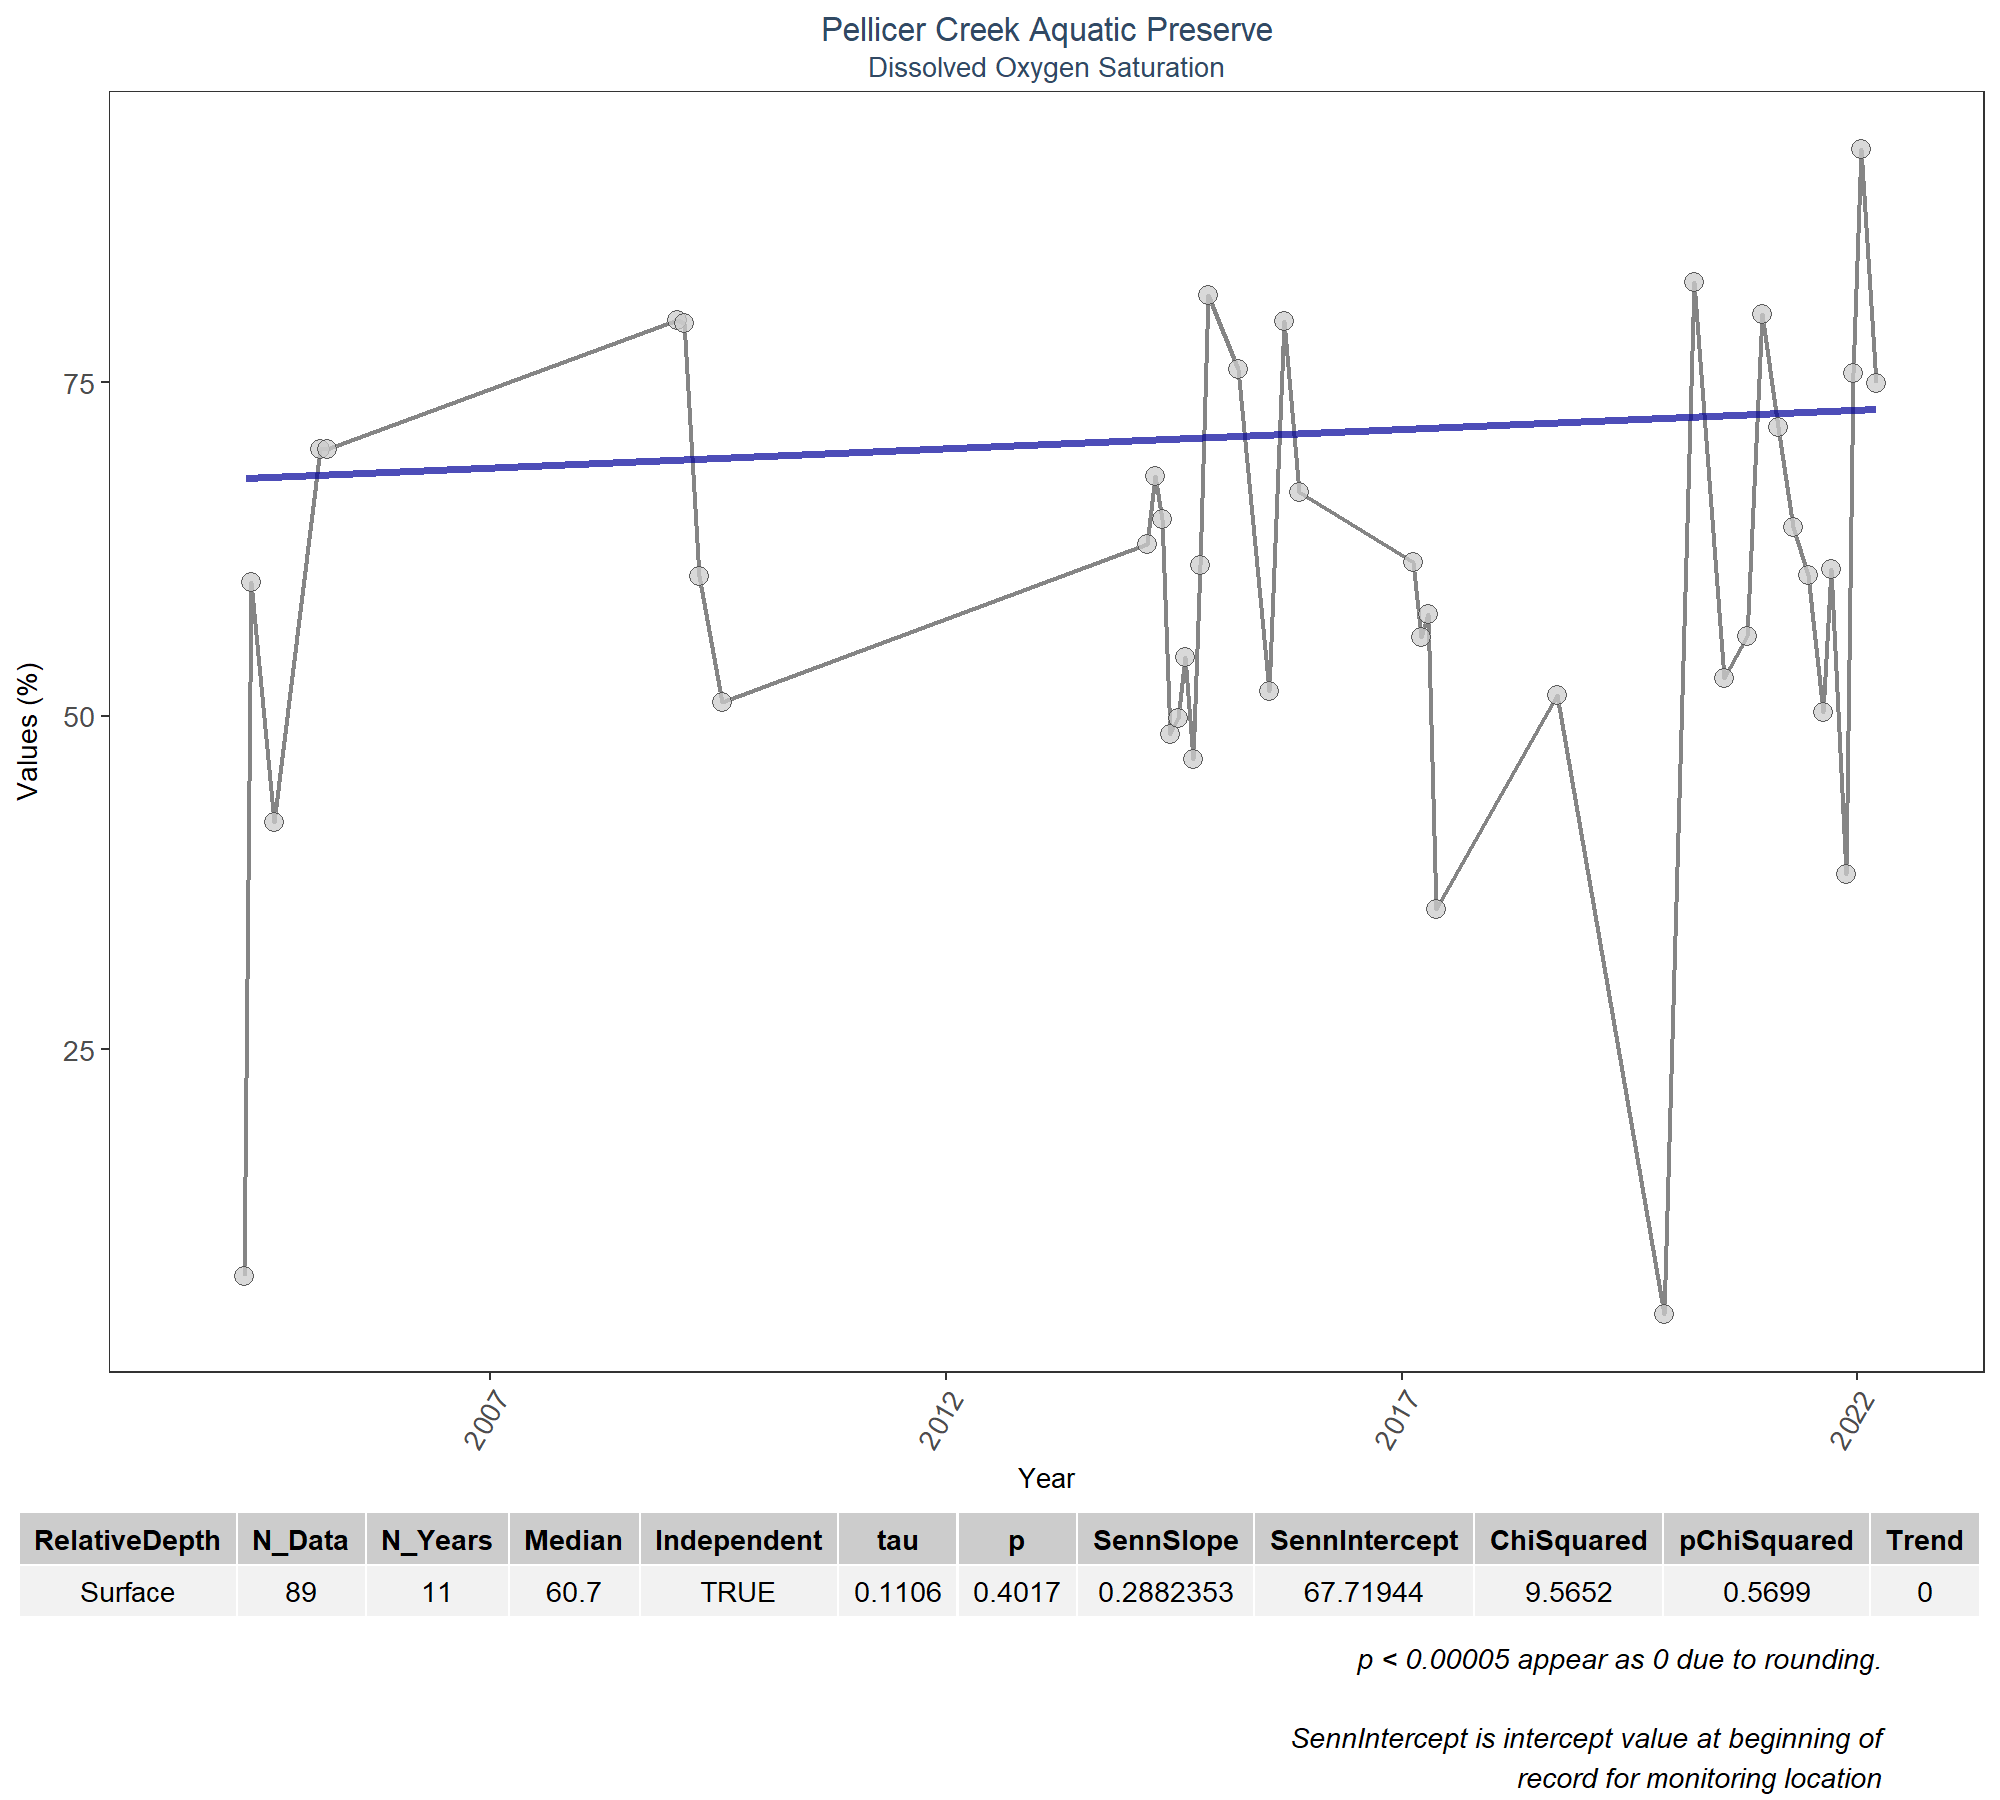 Pellicer Creek Aquatic Preserve
Dissolved Oxygen Saturation
Values (%)
75
50
25
2007
2012
2017
2022
Year
RelativeDepth N_Data N_Years Median Independent tau p SennSlope SennIntercept ChiSquared pChiSquared Trend
Surface 89 11 60.7 TRUE 0.1106 0.4017 0.2882353 67.71944 9.5652 0.5699 0
p < 0.00005 appear as 0 due to rounding.
SennIntercept is intercept value at beginning of
record for monitoring location